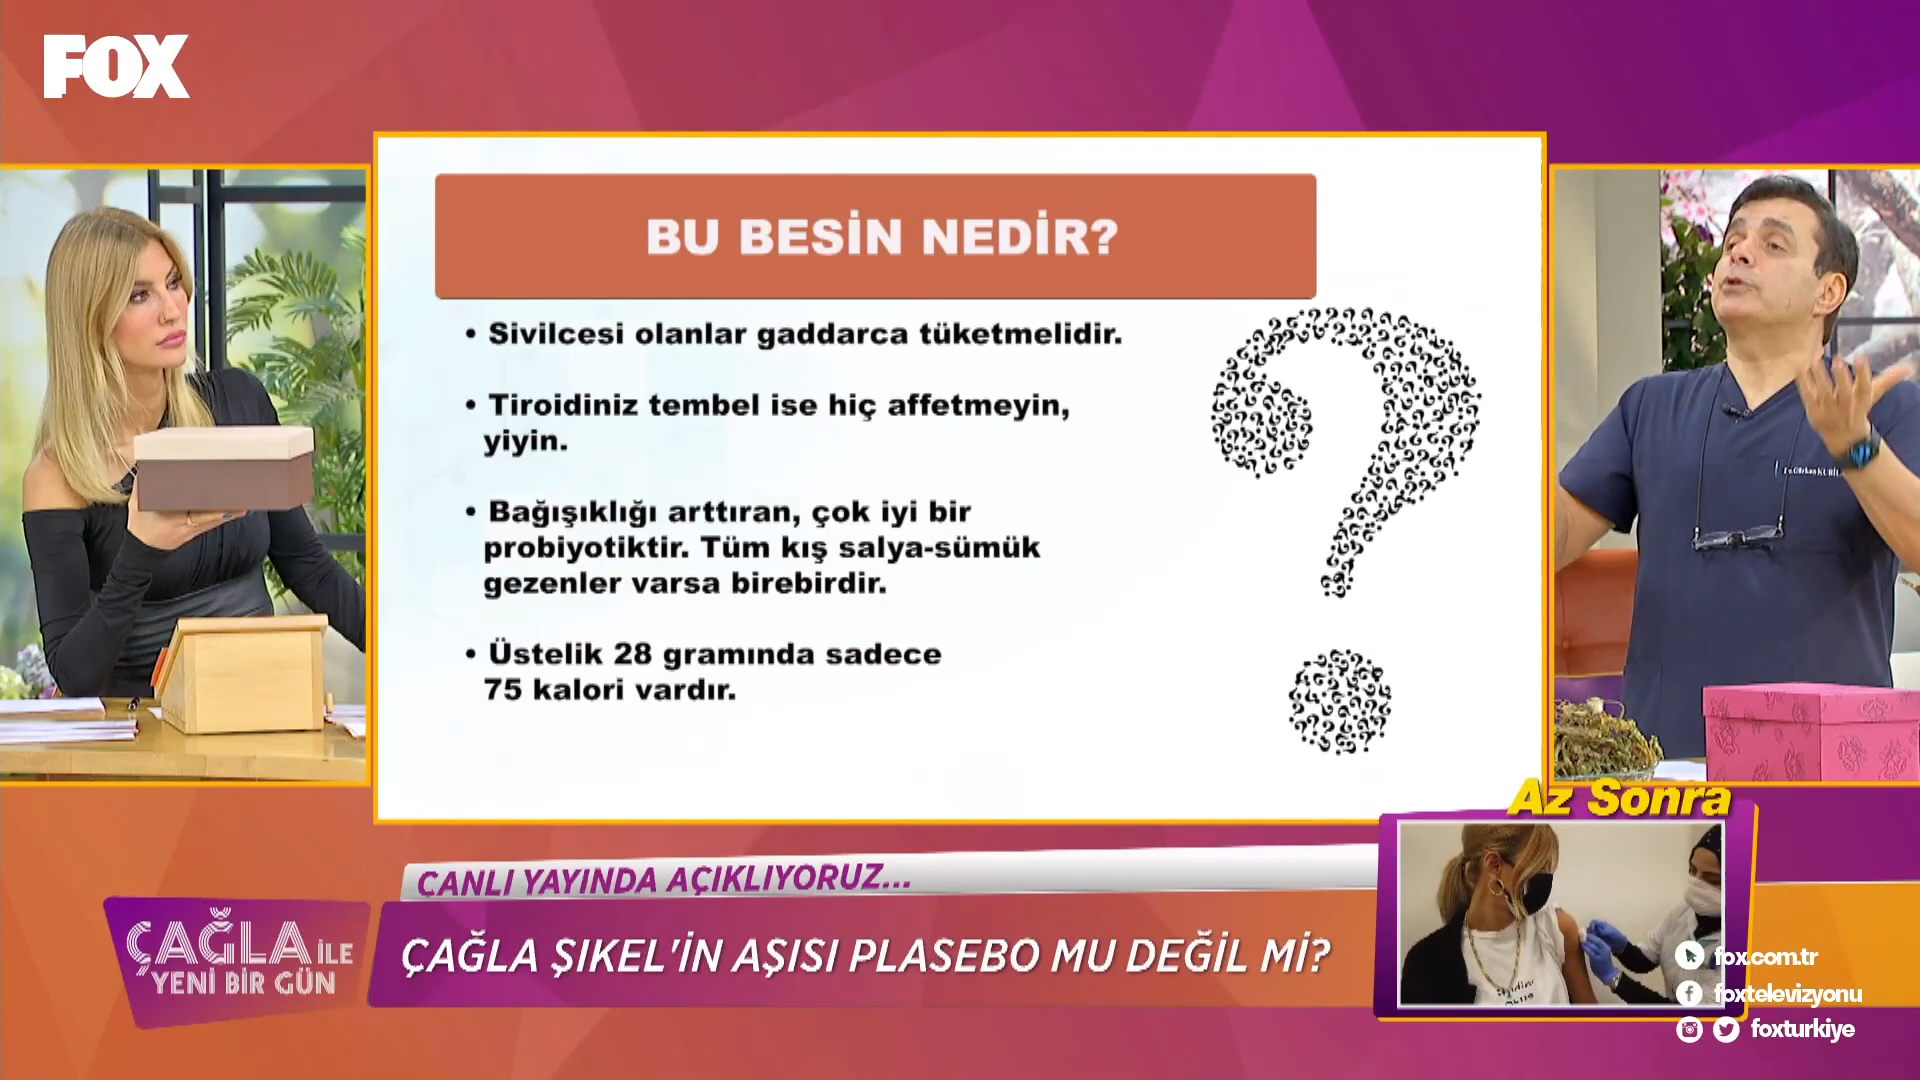 FOX
BU BESİN NEDİR?
• Sivilcesi olanlar gaddarca tüketmelidir.
• Tiroidiniz tembel ise hiç affetmeyin,
yiyin.
• Bağışıklığı arttıran, çok iyi bir
probiyotiktir. Tüm kış salya-sümük
gezenler varsa birebirdir.
• Üstelik 28 gramında sadece
75 kalori vardır.
Az Sonra
CANLI YAYINDA AÇIKLIYORUZ...
ÇAĞLA İLE
YENİ BİR GÜN
ÇAĞLA ŞIKEL'İN AŞISI PLASEBO MU DEĞİL Mİ?
fox.com.tr
foxtelevizyonu
foxturkiye